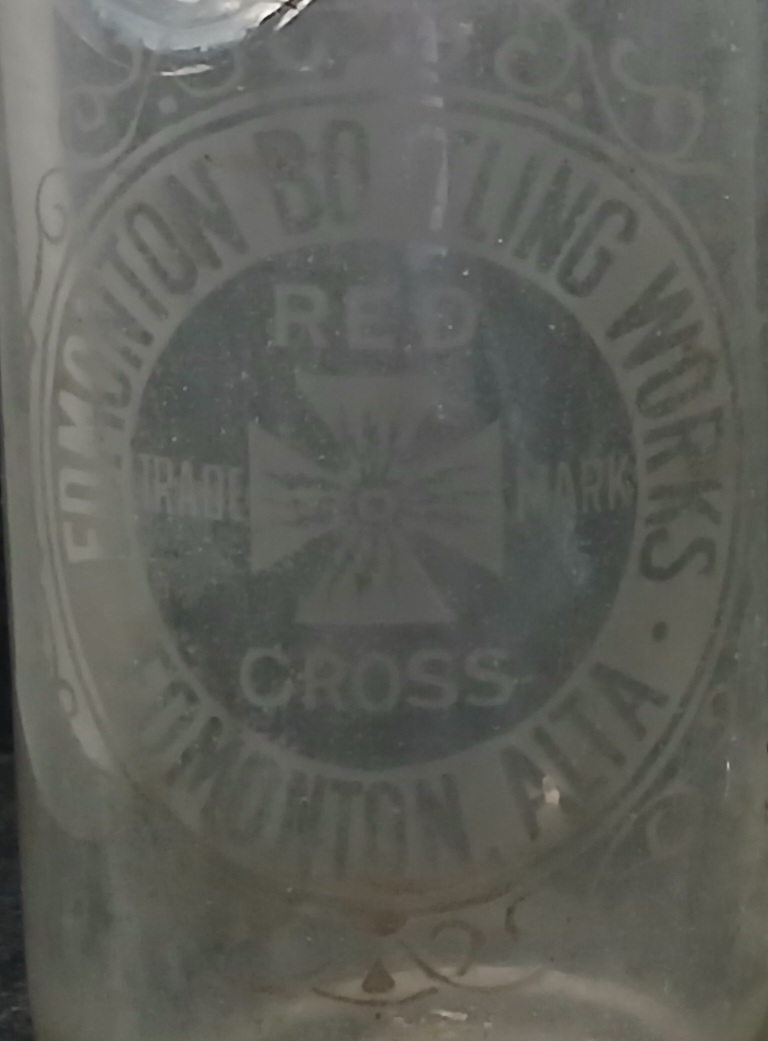 EDMONTON BOTTLING WORKS
RED
TRADE MARK
CROSS
EDMONTON, ALTA